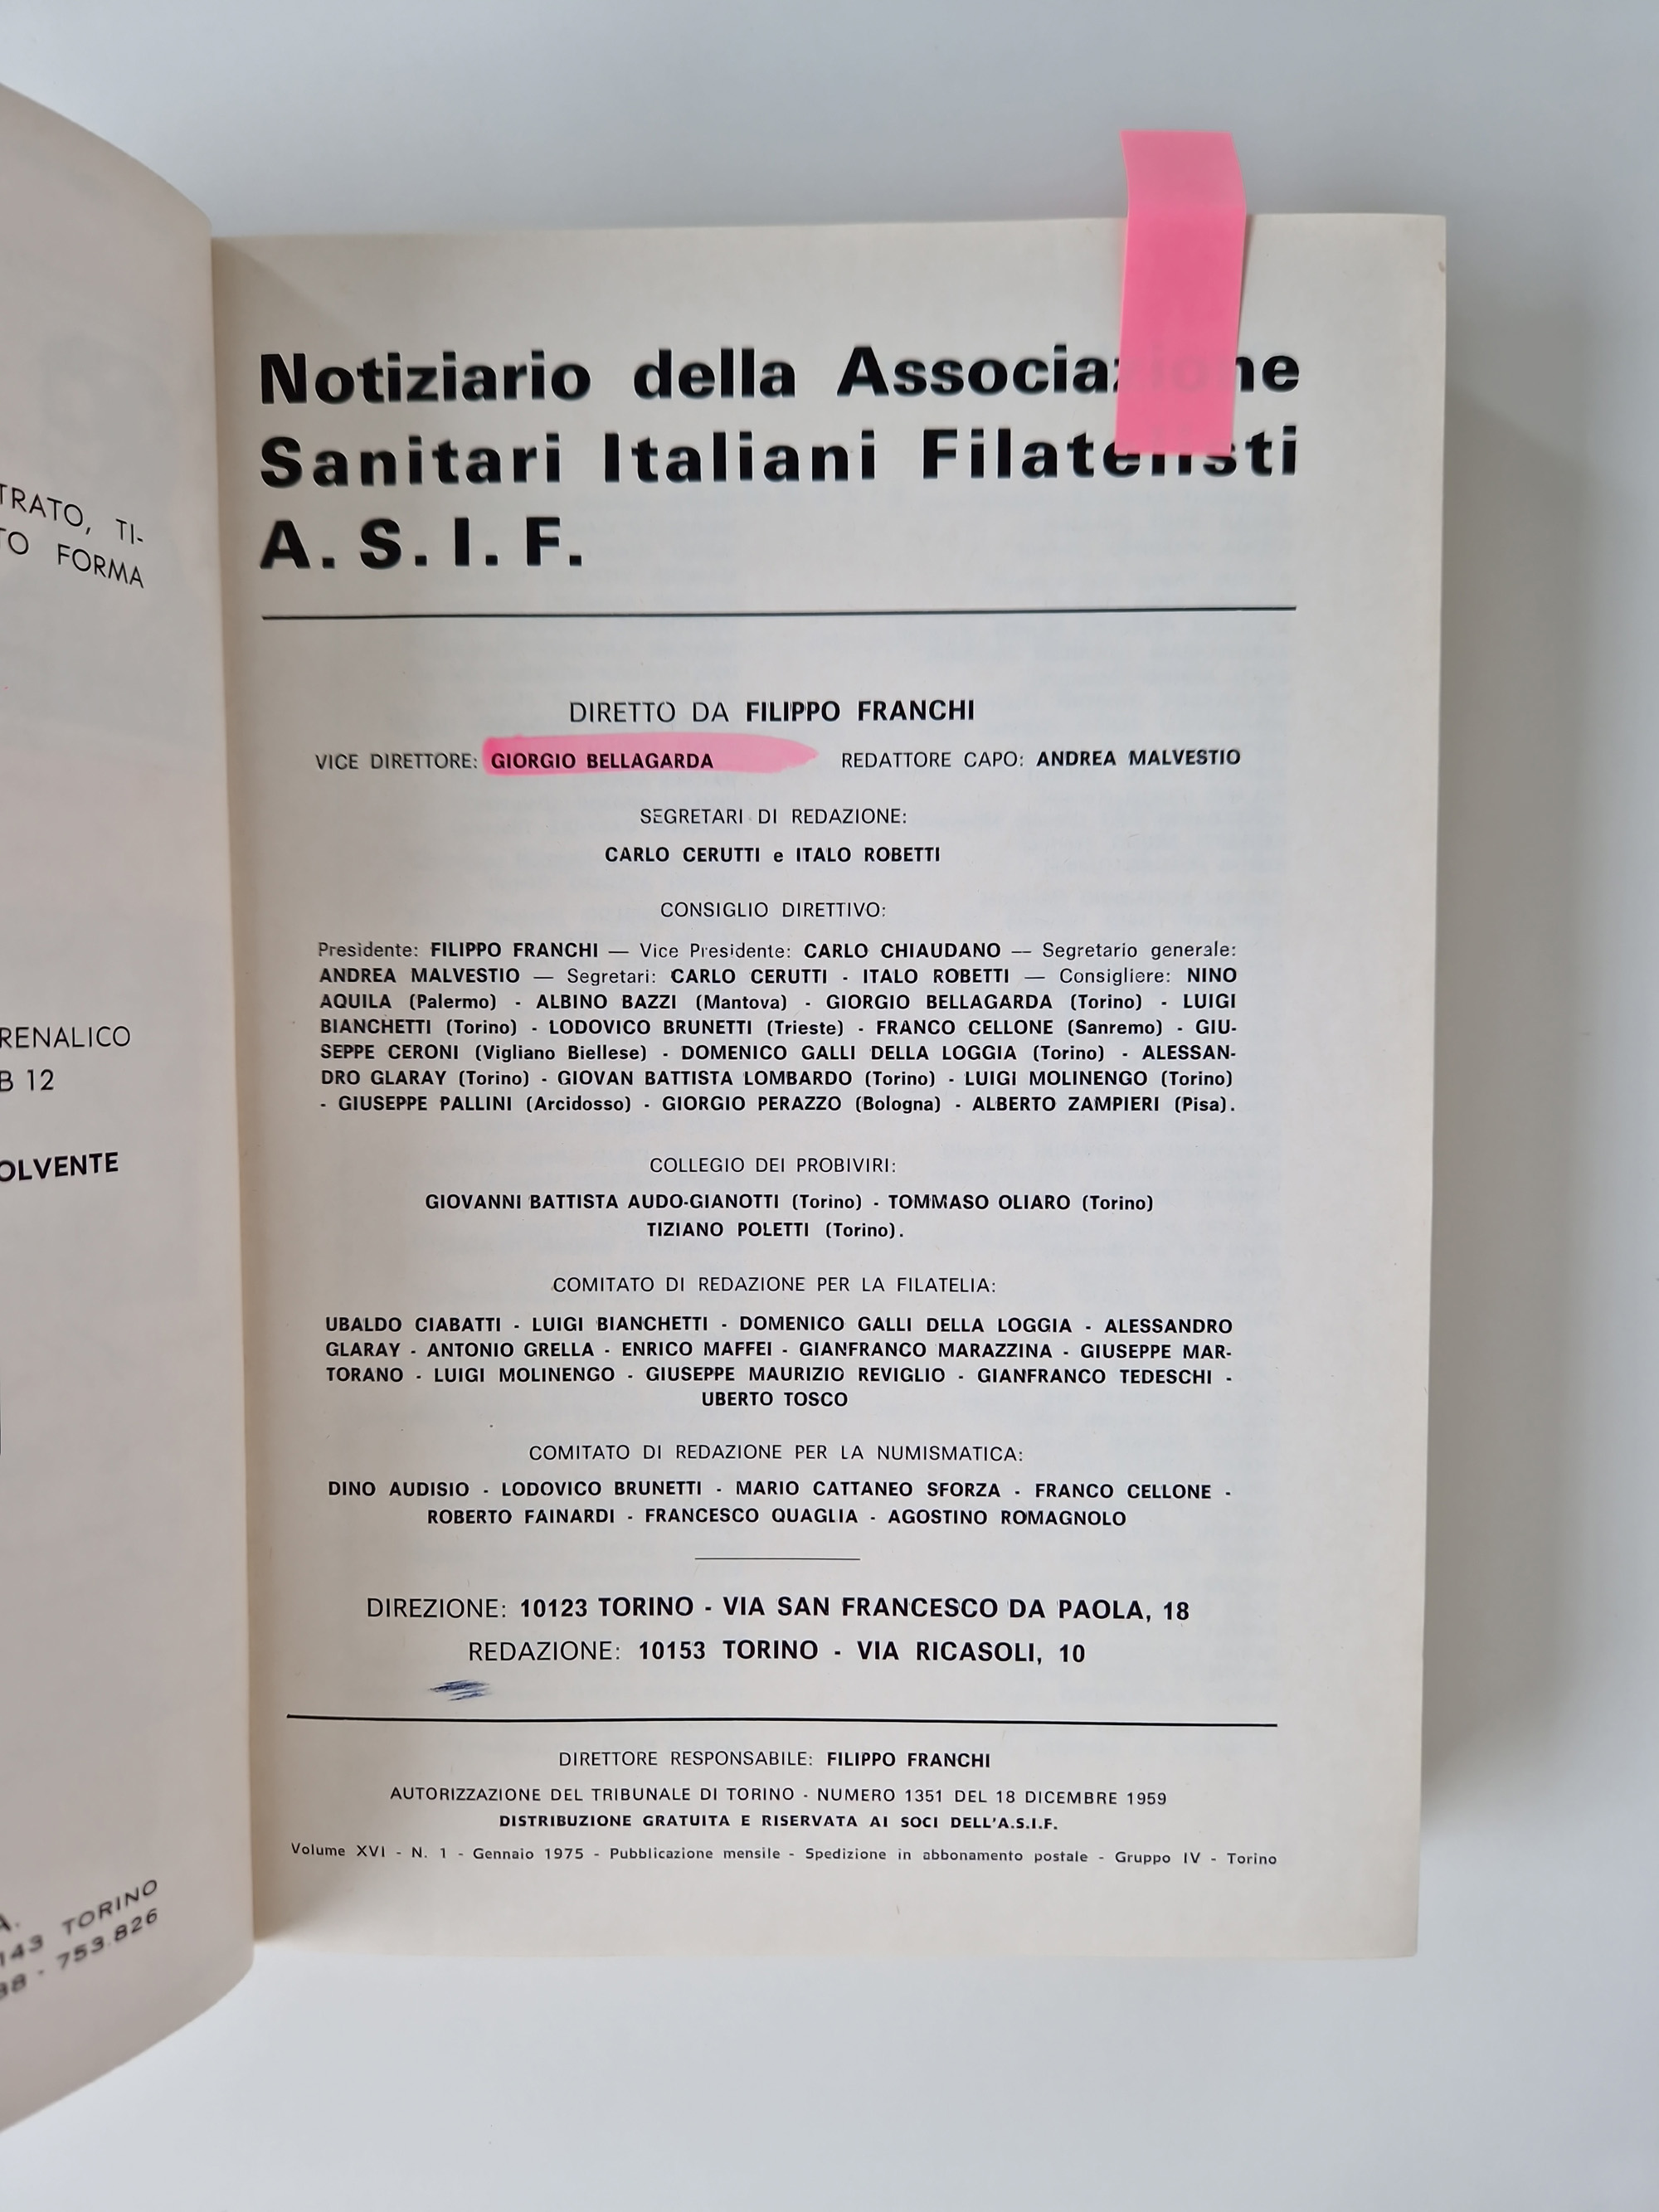 TRATO, TI-
TO FORMA
RENALICO
B 12
OLVENTE
A.
143 TORINO
98 - 753.826
Notiziario della Associazione
Sanitari Italiani Filatelisti
A. S. I. F.
DIRETTO DA FILIPPO FRANCHI
VICE DIRETTORE: GIORGIO BELLAGARDA REDATTORE CAPO: ANDREA MALVESTIO
SEGRETARI DI REDAZIONE:
CARLO CERUTTI e ITALO ROBETTI
CONSIGLIO DIRETTIVO:
Presidente: FILIPPO FRANCHI — Vice Presidente: CARLO CHIAUDANO — Segretario generale:
ANDREA MALVESTIO — Segretari: CARLO CERUTTI - ITALO ROBETTI — Consigliere: NINO
AQUILA (Palermo) - ALBINO BAZZI (Mantova) - GIORGIO BELLAGARDA (Torino) - LUIGI
BIANCHETTI (Torino) - LODOVICO BRUNETTI (Trieste) - FRANCO CELLONE (Sanremo) - GIU-
SEPPE CERONI (Vigliano Biellese) - DOMENICO GALLI DELLA LOGGIA (Torino) - ALESSAN-
DRO GLARAY (Torino) - GIOVAN BATTISTA LOMBARDO (Torino) - LUIGI MOLINENGO (Torino)
- GIUSEPPE PALLINI (Arcidosso) - GIORGIO PERAZZO (Bologna) - ALBERTO ZAMPIERI (Pisa).
COLLEGIO DEI PROBIVIRI:
GIOVANNI BATTISTA AUDO-GIANOTTI (Torino) - TOMMASO OLIARO (Torino)
TIZIANO POLETTI (Torino).
COMITATO DI REDAZIONE PER LA FILATELIA:
UBALDO CIABATTI - LUIGI BIANCHETTI - DOMENICO GALLI DELLA LOGGIA - ALESSANDRO
GLARAY - ANTONIO GRELLA - ENRICO MAFFEI - GIANFRANCO MARAZZINA - GIUSEPPE MAR-
TORANO - LUIGI MOLINENGO - GIUSEPPE MAURIZIO REVIGLIO - GIANFRANCO TEDESCHI -
UBERTO TOSCO
COMITATO DI REDAZIONE PER LA NUMISMATICA:
DINO AUDISIO - LODOVICO BRUNETTI - MARIO CATTANEO SFORZA - FRANCO CELLONE -
ROBERTO FAINARDI - FRANCESCO QUAGLIA - AGOSTINO ROMAGNOLO
DIREZIONE: 10123 TORINO - VIA SAN FRANCESCO DA PAOLA, 18
REDAZIONE: 10153 TORINO - VIA RICASOLI, 10
DIRETTORE RESPONSABILE: FILIPPO FRANCHI
AUTORIZZAZIONE DEL TRIBUNALE DI TORINO - NUMERO 1351 DEL 18 DICEMBRE 1959
DISTRIBUZIONE GRATUITA E RISERVATA AI SOCI DELL'A.S.I.F.
Volume XVI - N. 1 - Gennaio 1975 - Pubblicazione mensile - Spedizione in abbonamento postale - Gruppo IV - Torino